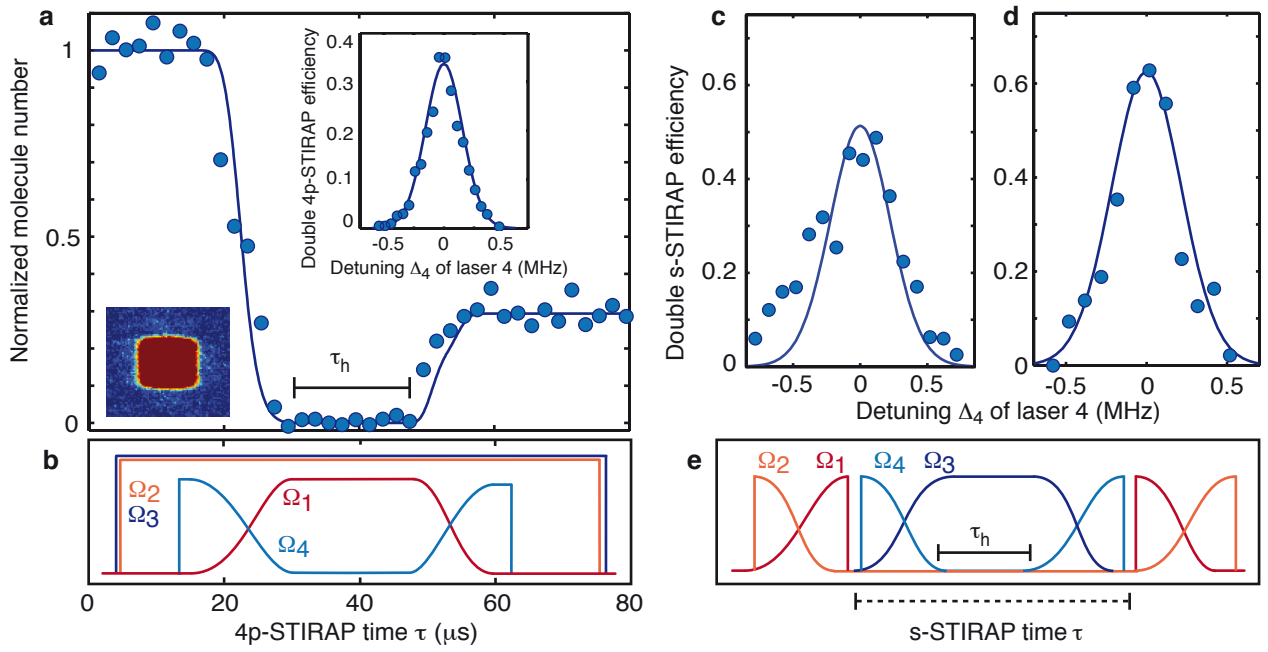 a
Normalized molecule number
1
0.5
0
τh
Double 4p-STIRAP efficiency
0.4
0.3
0.2
0.1
0
-0.5
0
0.5
Detuning Δ4 of laser 4 (MHz)
b
Ω2
Ω3
Ω1
Ω4
0
20
40
60
80
4p-STIRAP time τ (μs)
c
d
Double s-STIRAP efficiency
0.6
0.4
0.2
0
0.6
0.4
0.2
0
-0.5
0
0.5
-0.5
0
0.5
Detuning Δ4 of laser 4 (MHz)
e
Ω2
Ω1
Ω4
Ω3
τh
s-STIRAP time τ